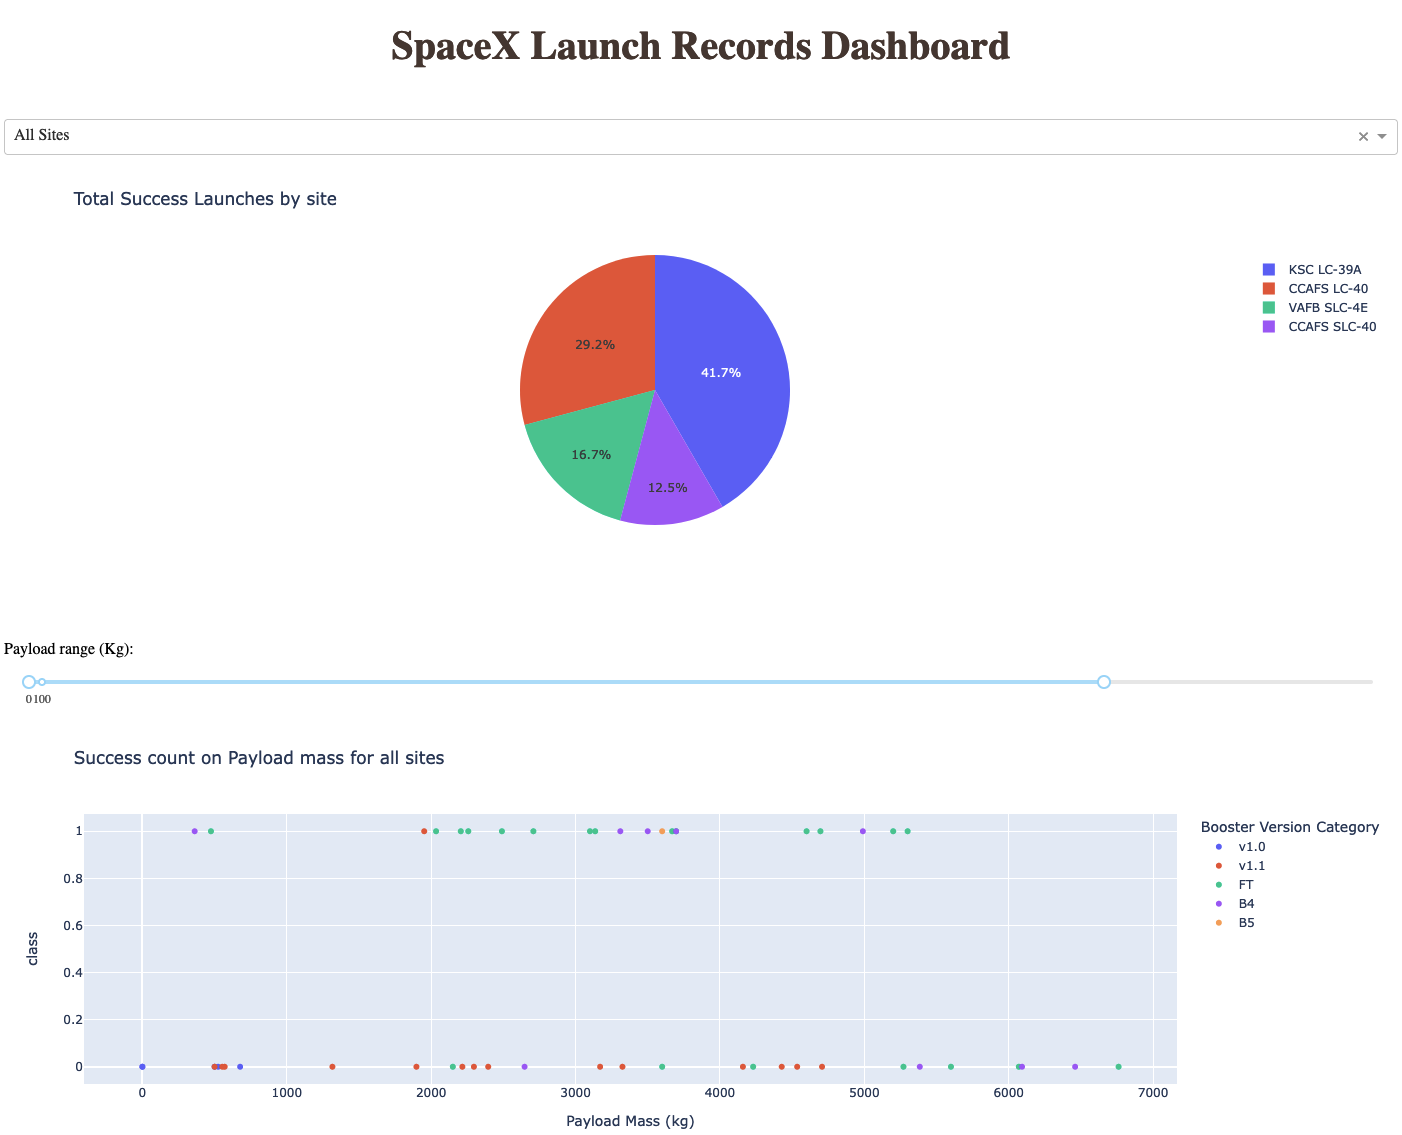 SpaceX Launch Records Dashboard
All Sites
Total Success Launches by site
KSC LC-39A
CCAFS LC-40
VAFB SLC-4E
CCAFS SLC-40
29.2%
41.7%
16.7%
12.5%
Payload range (Kg):
0 100
Success count on Payload mass for all sites
Booster Version Category
v1.0
v1.1
FT
B4
B5
class
1
0.8
0.6
0.4
0.2
0
0 1000 2000 3000 4000 5000 6000 7000
Payload Mass (kg)